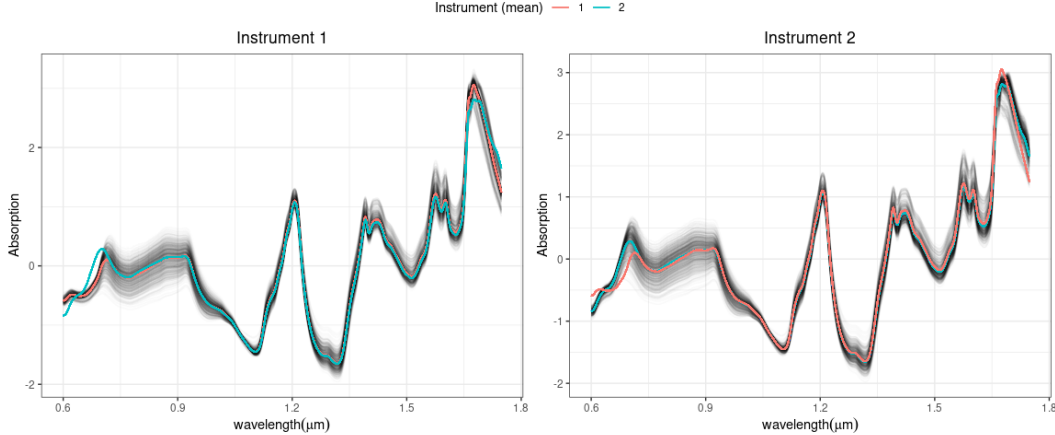 Instrument (mean) 1 2
Instrument 1
Instrument 2
Absorption
2
0
-2
0.6 0.9 1.2 1.5 1.8
wavelength(μm)
Absorption
3
2
1
0
-1
-2
0.6 0.9 1.2 1.5 1.8
wavelength(μm)